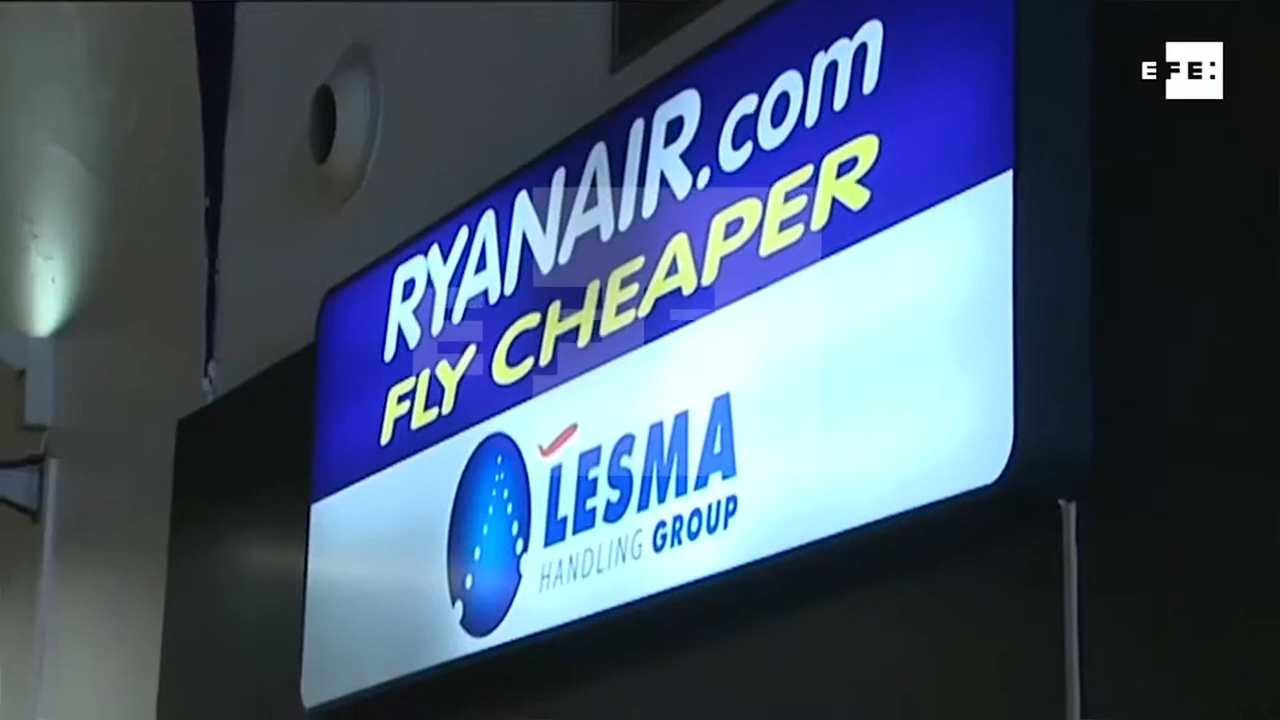 EFE:
RYANAIR.com
FLY CHEAPER
LESMA
HANDLING GROUP